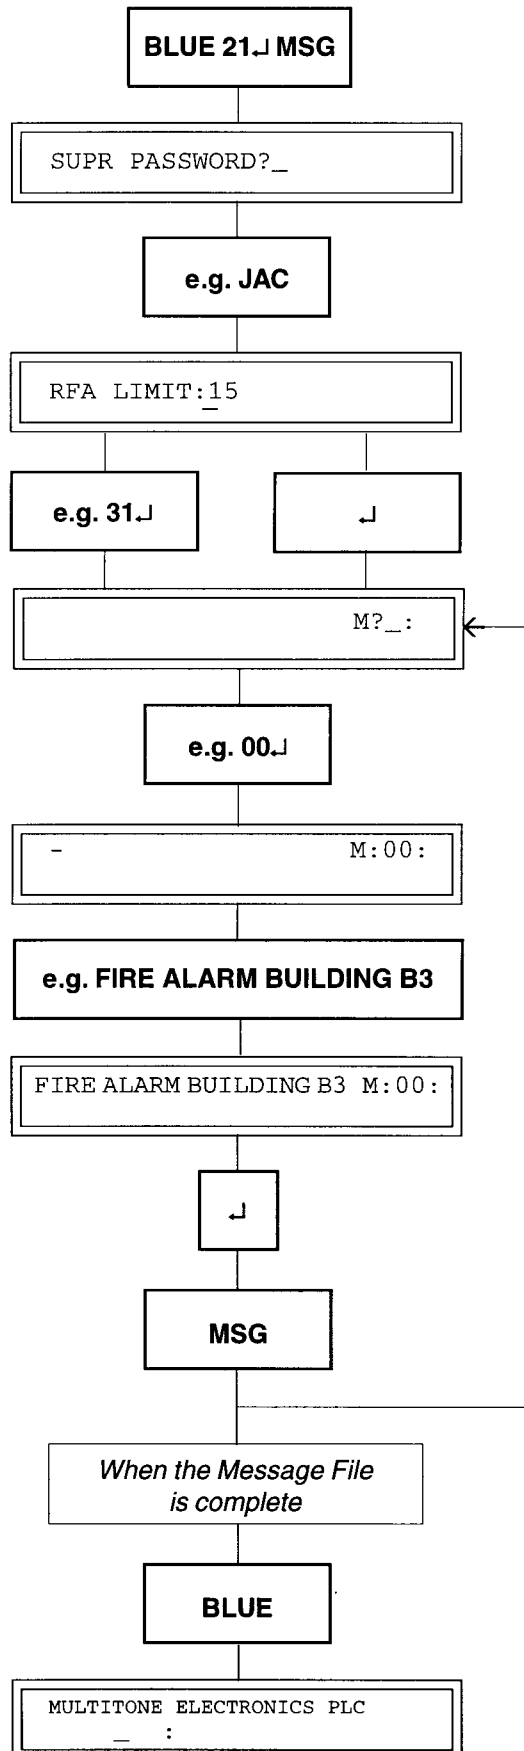 BLUE 21↵ MSG
SUPR PASSWORD?_
e.g. JAC
RFA LIMIT:15
e.g. 31↵
↵
M?_:
e.g. 00↵
- M:00:
e.g. FIRE ALARM BUILDING B3
FIRE ALARM BUILDING B3 M:00:
↵
MSG
When the Message File
is complete
BLUE
MULTITONE ELECTRONICS PLC
_ :